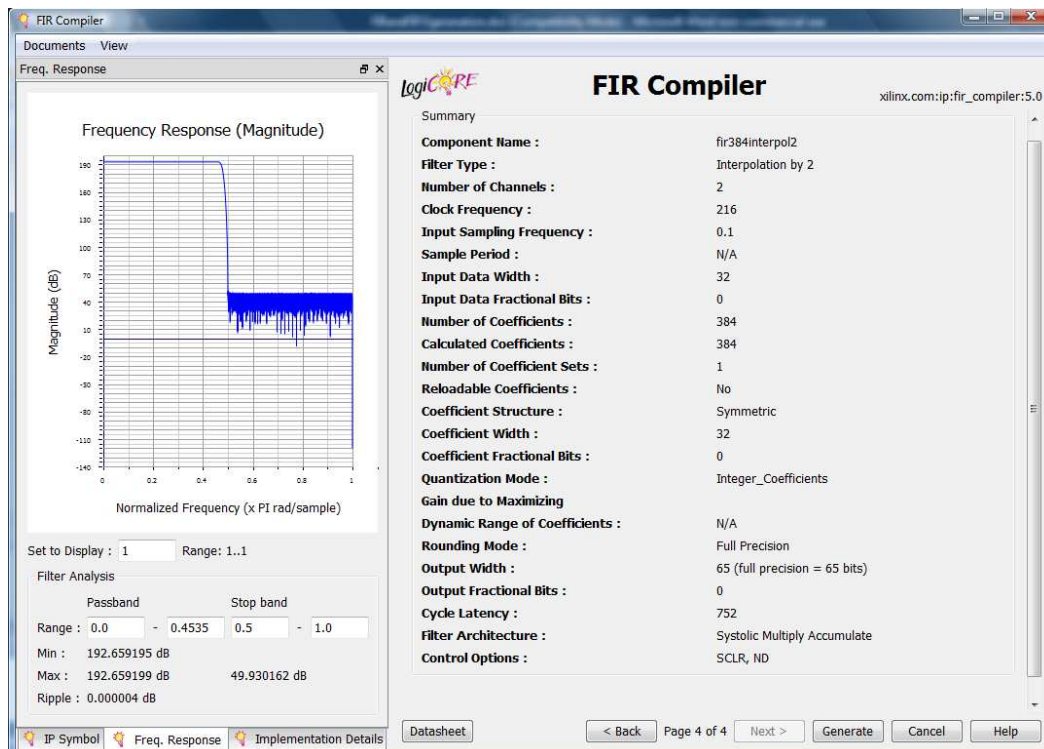 FIR Compiler
Documents View
Freq. Response
Frequency Response (Magnitude)
Magnitude (dB)
190
160
130
100
70
40
10
-20
-50
-80
-110
-140
0 0.2 0.4 0.6 0.8 1
Normalized Frequency (x PI rad/sample)
Set to Display : 1 Range: 1..1
Filter Analysis
Passband Stop band
Range : 0.0 - 0.4535 0.5 - 1.0
Min : 192.659195 dB
Max : 192.659199 dB 49.930162 dB
Ripple : 0.000004 dB
IP Symbol Freq. Response Implementation Details
LogiCORE
FIR Compiler
xilinx.com:ip:fir_compiler:5.0
Summary
Component Name : fir384interpol2
Filter Type : Interpolation by 2
Number of Channels : 2
Clock Frequency : 216
Input Sampling Frequency : 0.1
Sample Period : N/A
Input Data Width : 32
Input Data Fractional Bits : 0
Number of Coefficients : 384
Calculated Coefficients : 384
Number of Coefficient Sets : 1
Reloadable Coefficients : No
Coefficient Structure : Symmetric
Coefficient Width : 32
Coefficient Fractional Bits : 0
Quantization Mode : Integer_Coefficients
Gain due to Maximizing
Dynamic Range of Coefficients : N/A
Rounding Mode : Full Precision
Output Width : 65 (full precision = 65 bits)
Output Fractional Bits : 0
Cycle Latency : 752
Filter Architecture : Systolic Multiply Accumulate
Control Options : SCLR, ND
Datasheet < Back Page 4 of 4 Next > Generate Cancel Help